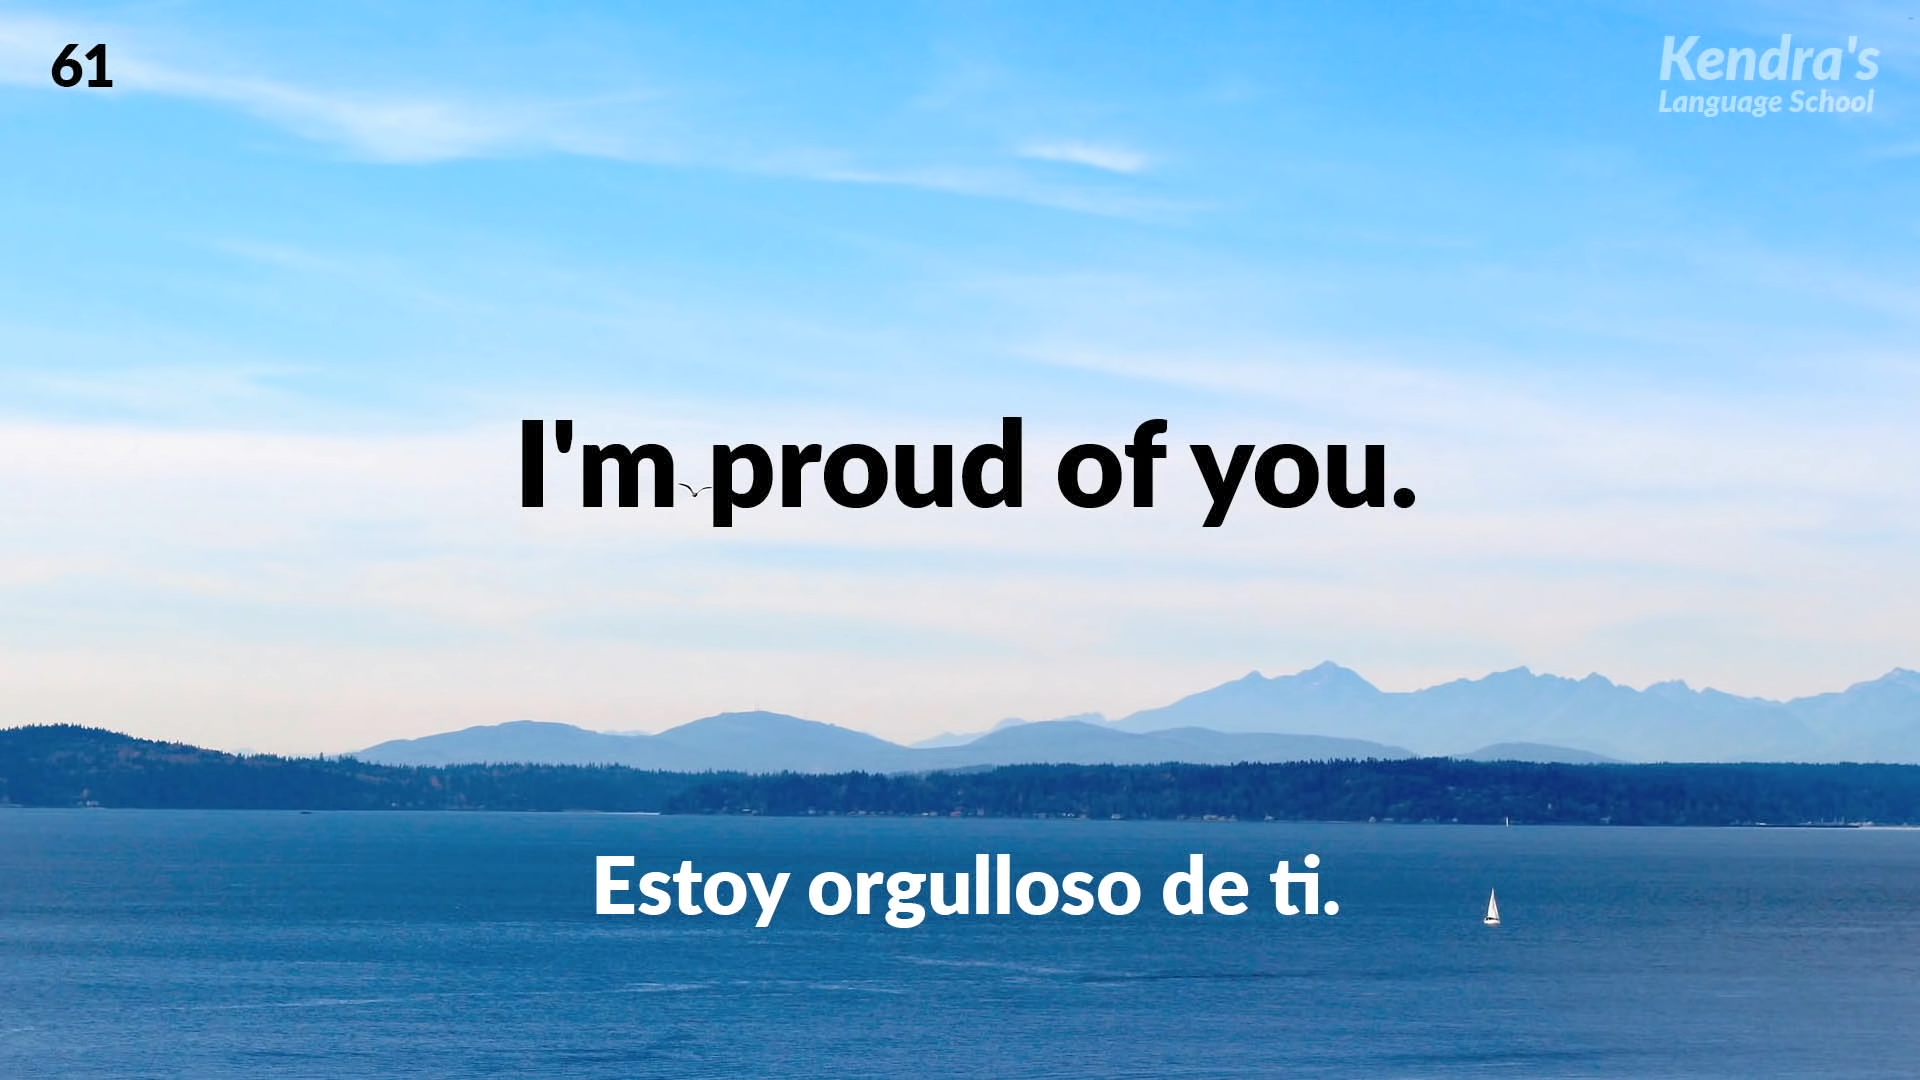 61
Kendra's
Language School
I'm proud of you.
Estoy orgulloso de ti.